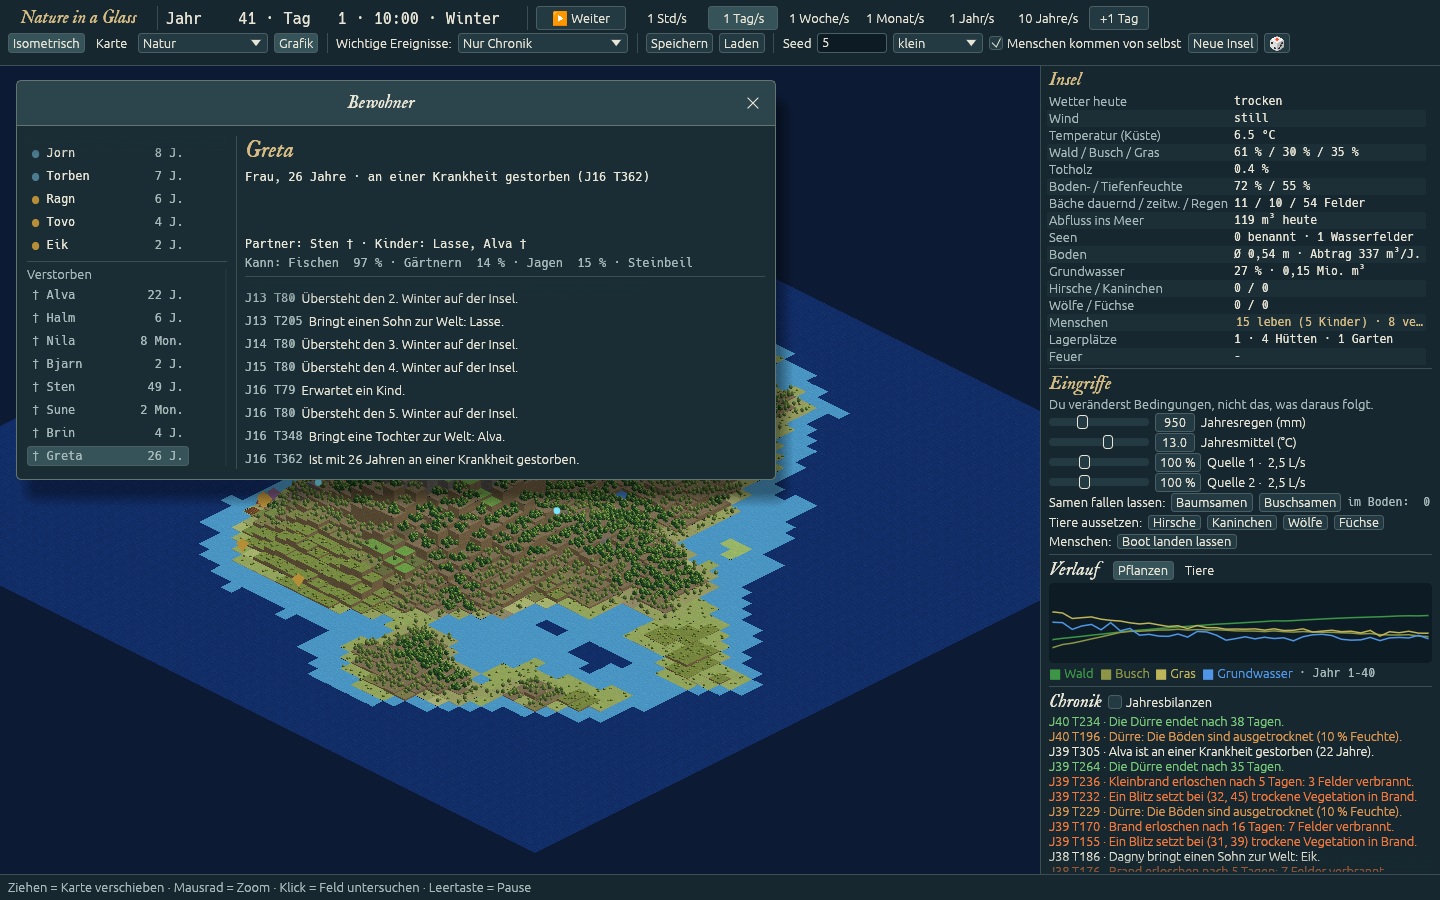 Nature in a Glass
Jahr 41 · Tag 1 · 10:00 · Winter
Weiter
1 Std/s
1 Tag/s
1 Woche/s
1 Monat/s
1 Jahr/s
10 Jahre/s
+1 Tag
Isometrisch
Karte
Natur
Grafik
Wichtige Ereignisse:
Nur Chronik
Speichern
Laden
Seed
5
klein
Menschen kommen von selbst
Neue Insel
Bewohner
Jorn 8 J.
Torben 7 J.
Ragn 6 J.
Tovo 4 J.
Eik 2 J.
Verstorben
† Alva 22 J.
† Halm 6 J.
† Nila 8 Mon.
† Bjarn 2 J.
† Sten 49 J.
† Sune 2 Mon.
† Brin 4 J.
† Greta 26 J.
Greta
Frau, 26 Jahre · an einer Krankheit gestorben (J16 T362)
Partner: Sten † · Kinder: Lasse, Alva †
Kann: Fischen 97 % · Gärtnern 14 % · Jagen 15 % · Steinbeil
J13 T80 Übersteht den 2. Winter auf der Insel.
J13 T205 Bringt einen Sohn zur Welt: Lasse.
J14 T80 Übersteht den 3. Winter auf der Insel.
J15 T80 Übersteht den 4. Winter auf der Insel.
J16 T79 Erwartet ein Kind.
J16 T80 Übersteht den 5. Winter auf der Insel.
J16 T348 Bringt eine Tochter zur Welt: Alva.
J16 T362 Ist mit 26 Jahren an einer Krankheit gestorben.
Insel
Wetter heute trocken
Wind still
Temperatur (Küste) 6.5 °C
Wald / Busch / Gras 61 % / 30 % / 35 %
Totholz 0.4 %
Boden- / Tiefenfeuchte 72 % / 55 %
Bäche dauernd / zeitw. / Regen 11 / 10 / 54 Felder
Abfluss ins Meer 119 m³ heute
Seen 0 benannt · 1 Wasserfelder
Boden Ø 0,54 m · Abtrag 337 m³/J.
Grundwasser 27 % · 0,15 Mio. m³
Hirsche / Kaninchen 0 / 0
Wölfe / Füchse 0 / 0
Menschen 15 leben (5 Kinder) · 8 ve…
Lagerplätze 1 · 4 Hütten · 1 Garten
Feuer -
Eingriffe
Du veränderst Bedingungen, nicht das, was daraus folgt.
950 Jahresregen (mm)
13.0 Jahresmittel (°C)
100 % Quelle 1 · 2,5 L/s
100 % Quelle 2 · 2,5 L/s
Samen fallen lassen: Baumsamen Buschsamen im Boden: 0
Tiere aussetzen: Hirsche Kaninchen Wölfe Füchse
Menschen: Boot landen lassen
Verlauf Pflanzen Tiere
Wald Busch Gras Grundwasser · Jahr 1-40
Chronik Jahresbilanzen
J40 T234 · Die Dürre endet nach 38 Tagen.
J40 T196 · Dürre: Die Böden sind ausgetrocknet (10 % Feuchte).
J39 T305 · Alva ist an einer Krankheit gestorben (22 Jahre).
J39 T264 · Die Dürre endet nach 35 Tagen.
J39 T236 · Kleinbrand erloschen nach 5 Tagen: 3 Felder verbrannt.
J39 T232 · Ein Blitz setzt bei (32, 45) trockene Vegetation in Brand.
J39 T229 · Dürre: Die Böden sind ausgetrocknet (10 % Feuchte).
J39 T170 · Brand erloschen nach 16 Tagen: 7 Felder verbrannt.
J39 T155 · Ein Blitz setzt bei (31, 39) trockene Vegetation in Brand.
J38 T186 · Dagny bringt einen Sohn zur Welt: Eik.
J38 T176 · Brand erloschen nach 5 Tagen: 7 Felder verbrannt.
Ziehen = Karte verschieben · Mausrad = Zoom · Klick = Feld untersuchen · Leertaste = Pause